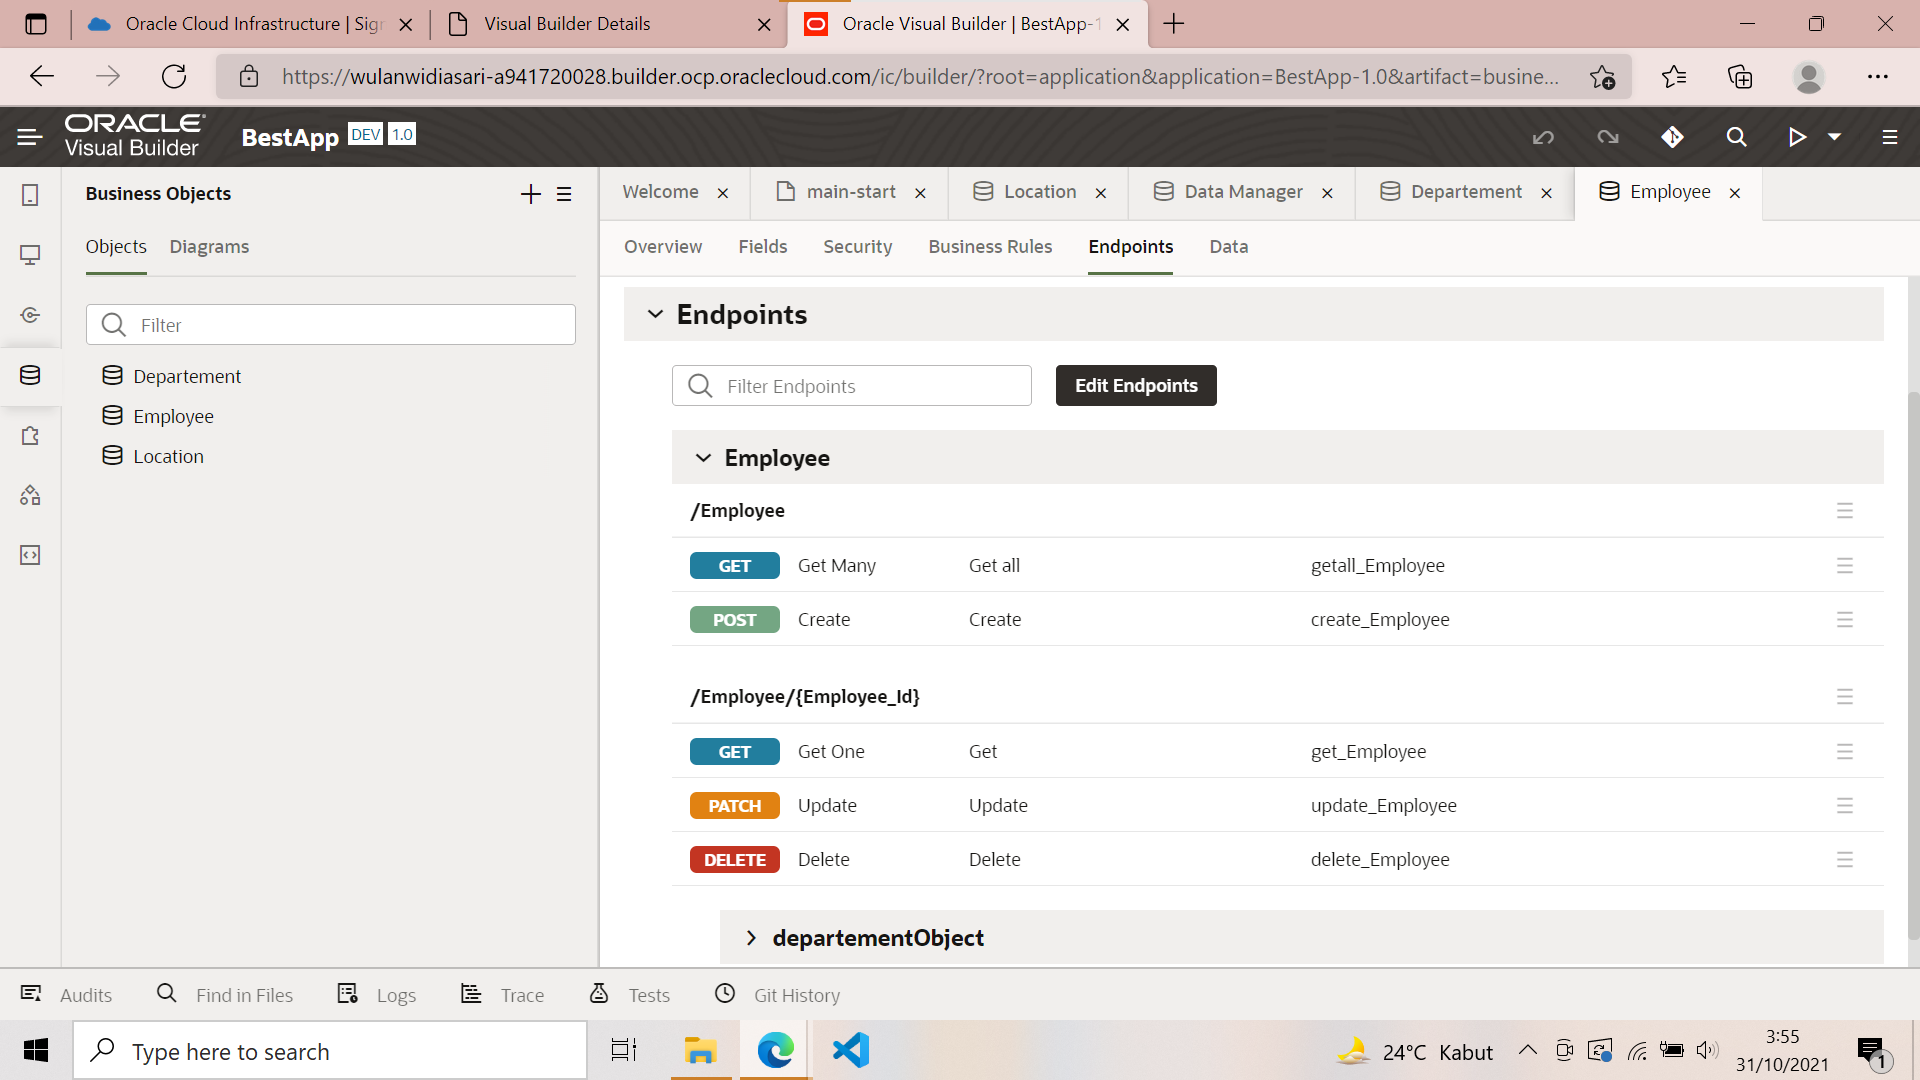 Oracle Cloud Infrastructure | Sign
Visual Builder Details
Oracle Visual Builder | BestApp-1
https://wulanwidiasari-a941720028.builder.ocp.oraclecloud.com/ic/builder/?root=application&application=BestApp-1.0&artifact=busine...
ORACLE
Visual Builder
BestApp DEV 1.0
Business Objects
Welcome
main-start
Location
Data Manager
Departement
Employee
Objects
Diagrams
Overview
Fields
Security
Business Rules
Endpoints
Data
Filter
Departement
Employee
Location
Endpoints
Filter Endpoints
Edit Endpoints
Employee
/Employee
GET Get Many Get all getall_Employee
POST Create Create create_Employee
/Employee/{Employee_Id}
GET Get One Get get_Employee
PATCH Update Update update_Employee
DELETE Delete Delete delete_Employee
departementObject
Audits
Find in Files
Logs
Trace
Tests
Git History
Type here to search
24°C Kabut
3:55
31/10/2021
1